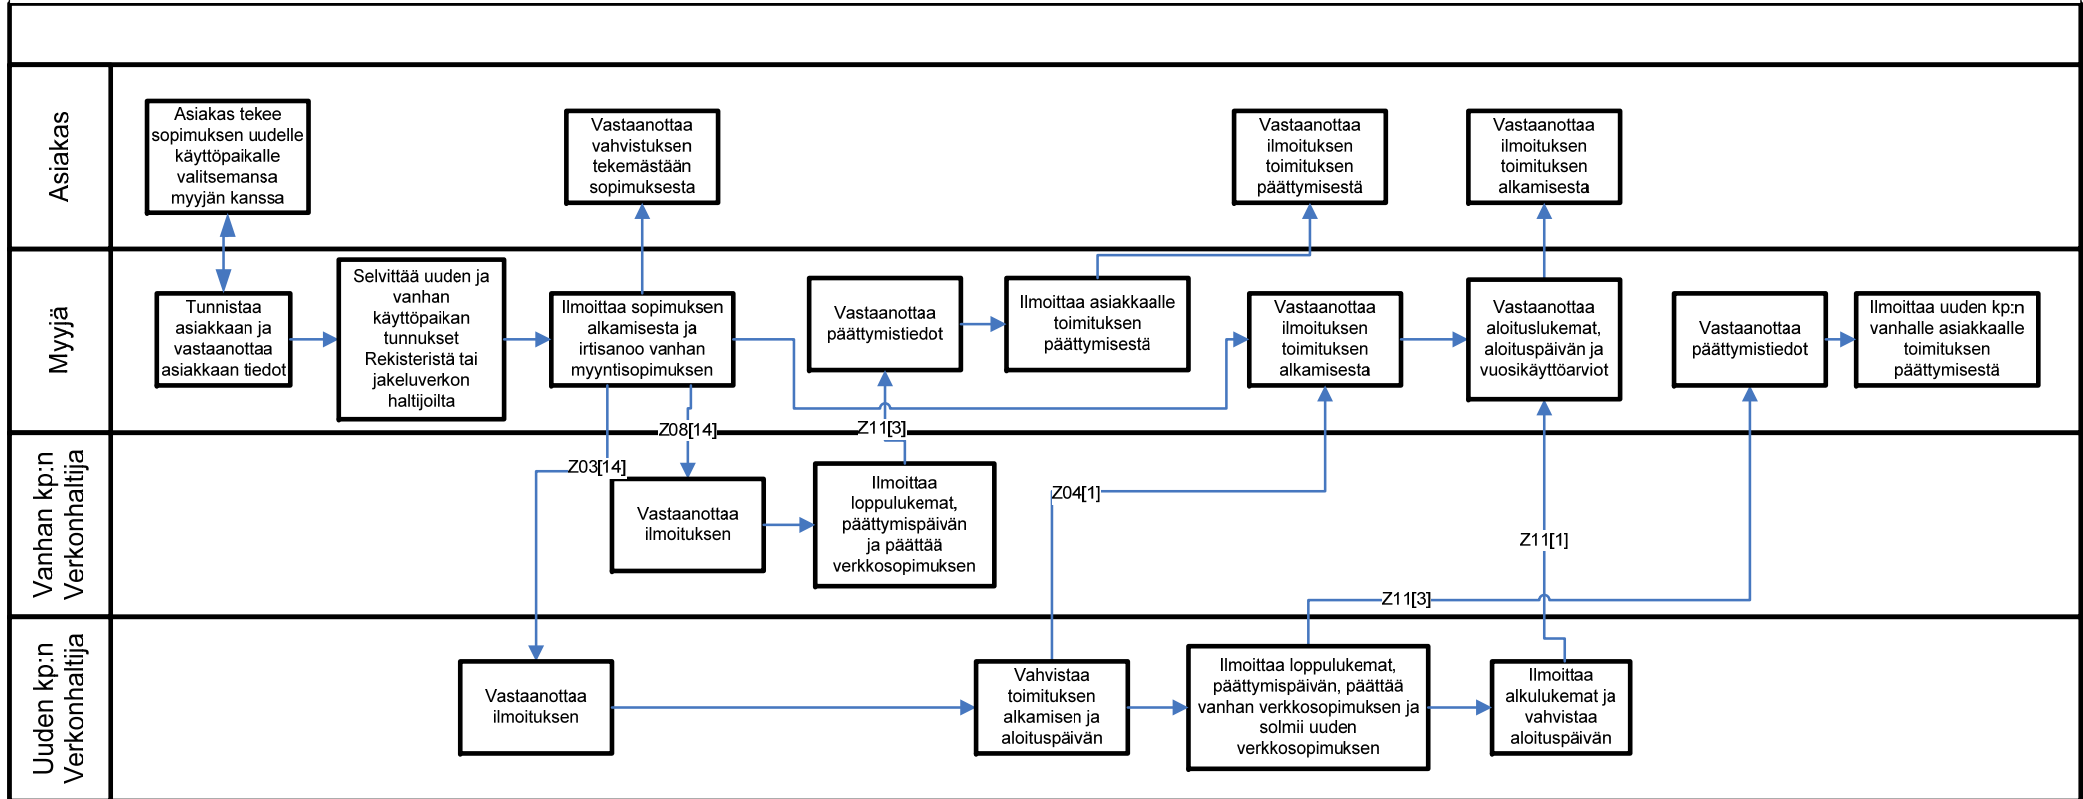 Asiakas
Asiakas tekee
sopimuksen uudelle
käyttöpaikalle
valitsemansa
myyjän kanssa
Vastaanottaa
vahvistuksen
tekemästään
sopimuksesta
Vastaanottaa
ilmoituksen
toimituksen
päättymisestä
Vastaanottaa
ilmoituksen
toimituksen
alkamisesta
Myyjä
Tunnistaa
asiakkaan ja
vastaanottaa
asiakkaan tiedot
Selvittää uuden ja
vanhan
käyttöpaikan
tunnukset
Rekisteristä tai
jakeluverkon
haltijoilta
Ilmoittaa sopimuksen
alkamisesta ja
irtisanoo vanhan
myyntisopimuksen
Vastaanottaa
päättymistiedot
Ilmoittaa asiakkaalle
toimituksen
päättymisestä
Vastaanottaa
ilmoituksen
toimituksen
alkamisesta
Vastaanottaa
aloituslukemat,
aloituspäivän ja
vuosikäyttöarviot
Vastaanottaa
päättymistiedot
Ilmoittaa uuden kp:n
vanhalle asiakkaalle
toimituksen
päättymisestä
Z08[14]
Z11[3]
Vanhan kp:n
Verkonhaltija
Z03[14]
Vastaanottaa
ilmoituksen
Ilmoittaa
loppulukemat,
päättymispäivän
ja päättää
verkkosopimuksen
Z04[1]
Z11[1]
Z11[3]
Uuden kp:n
Verkonhaltija
Vastaanottaa
ilmoituksen
Vahvistaa
toimituksen
alkamisen ja
aloituspäivän
Ilmoittaa loppulukemat,
päättymispäivän, päättää
vanhan verkkosopimuksen ja
solmii uuden
verkkosopimuksen
Ilmoittaa
alkulukemat ja
vahvistaa
aloituspäivän